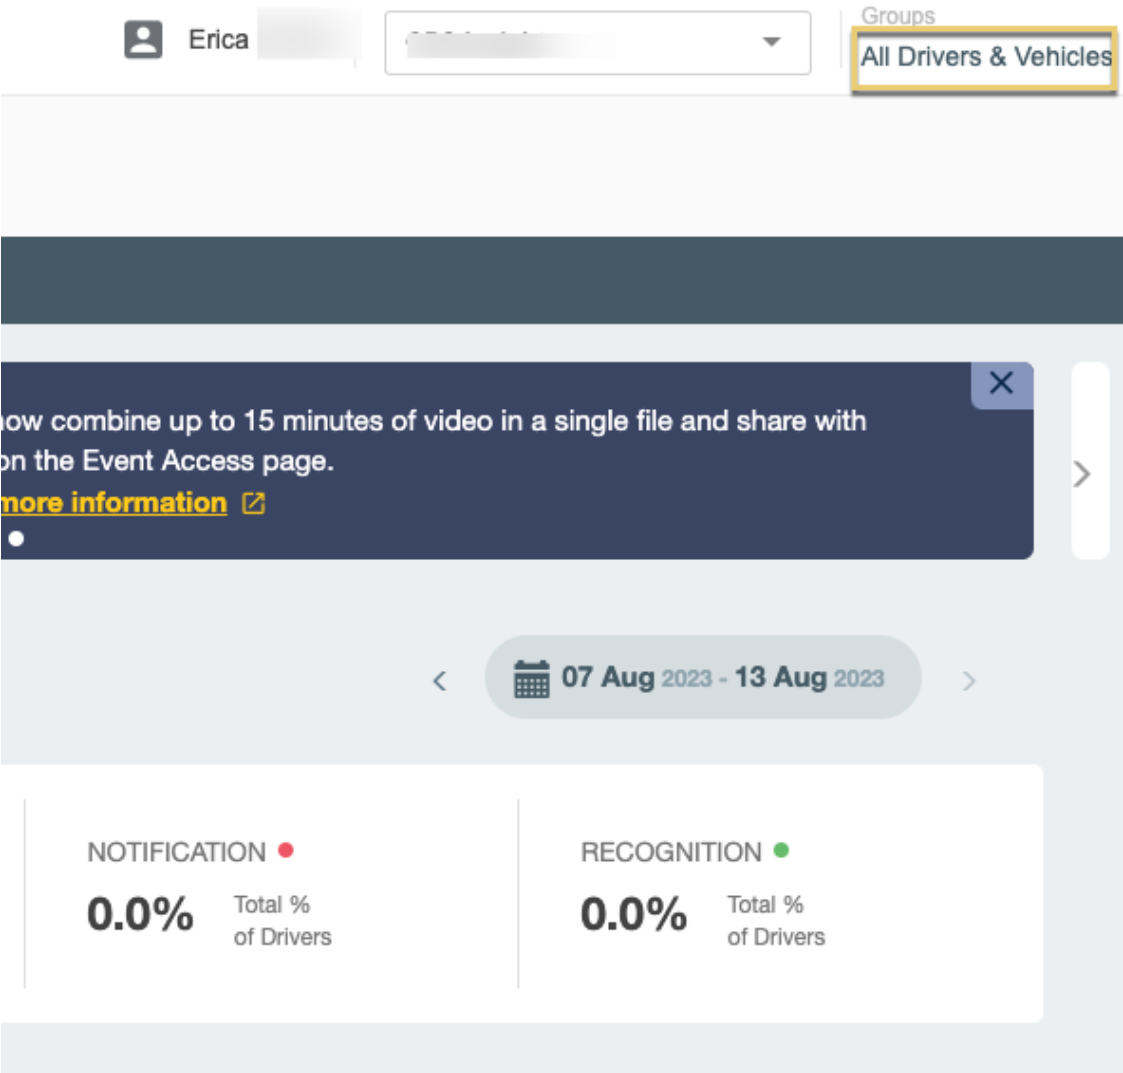 Groups
Erica
All Drivers & Vehicles
now combine up to 15 minutes of video in a single file and share with
on the Event Access page.
more information
07 Aug 2023 - 13 Aug 2023
NOTIFICATION
RECOGNITION
0.0% Total %
of Drivers
0.0% Total %
of Drivers